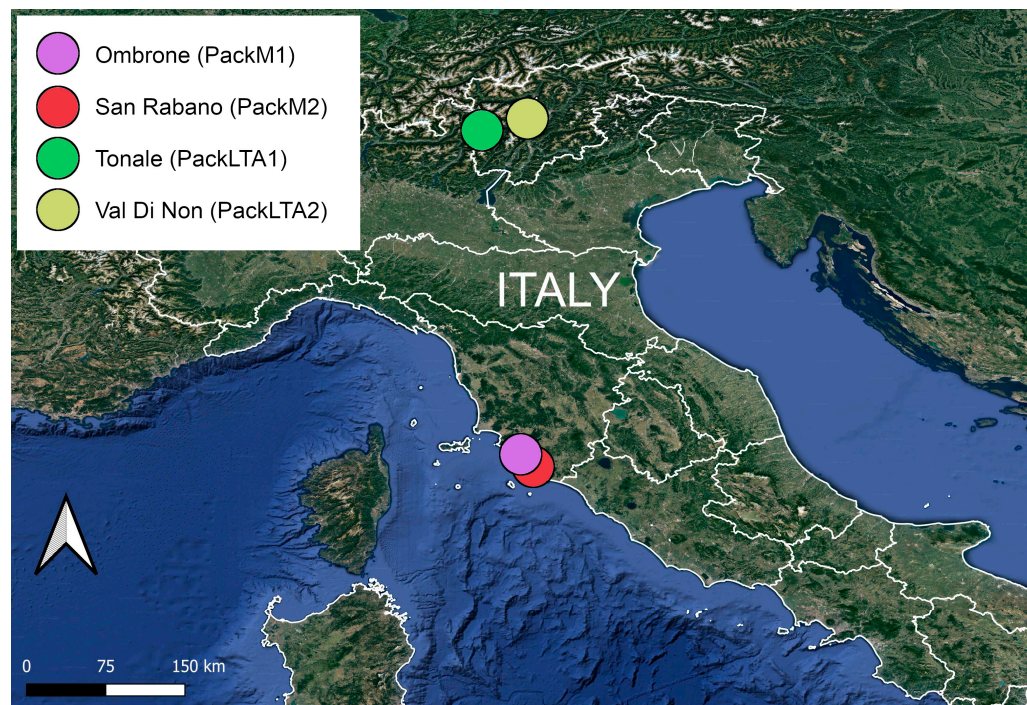 Ombrone (PackM1)
San Rabano (PackM2)
Tonale (PackLTA1)
Val Di Non (PackLTA2)
ITALY
0 75 150 km